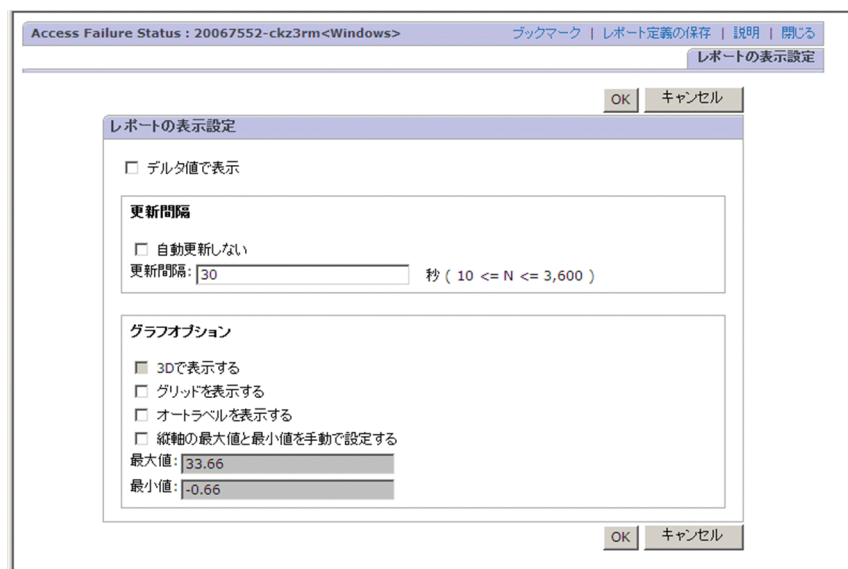 Access Failure Status : 20067552-ckz3rm<Windows> ブックマーク | レポート定義の保存 | 説明 | 閉じる
レポートの表示設定
OK キャンセル
レポートの表示設定
デルタ値で表示
更新間隔
自動更新しない
更新間隔: 30 秒 ( 10 <= N <= 3,600 )
グラフオプション
3Dで表示する
グリッドを表示する
オートラベルを表示する
縦軸の最大値と最小値を手動で設定する
最大値: 33.66
最小値: -0.66
OK キャンセル